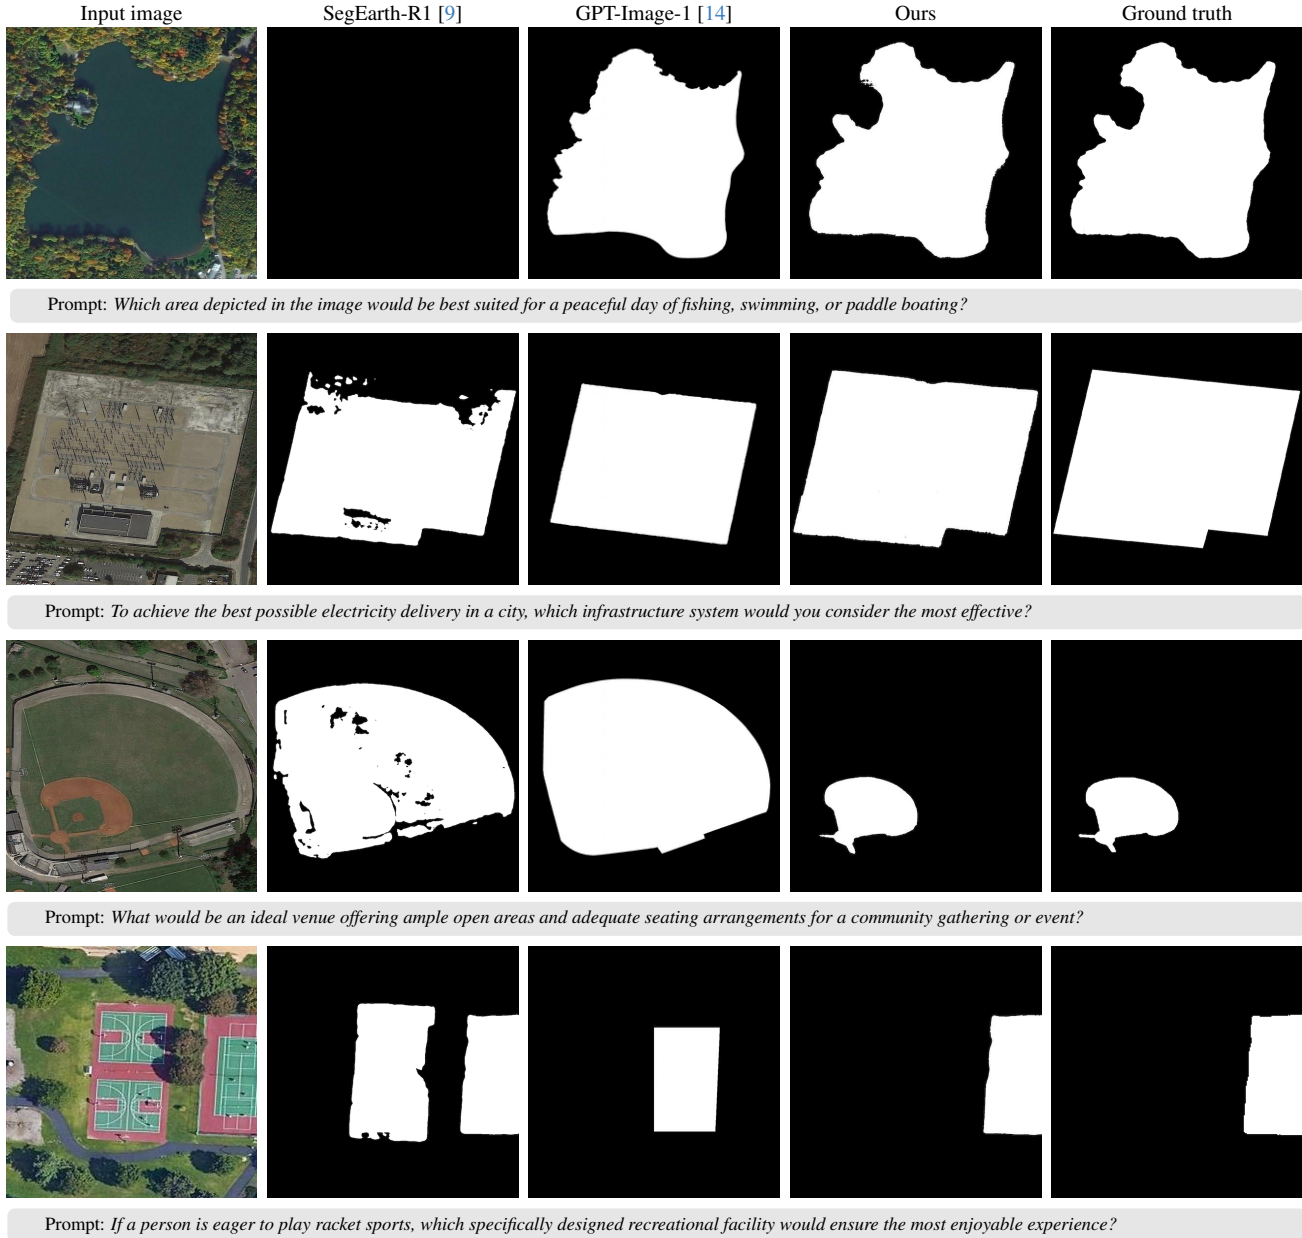 Input image SegEarth-R1 [9] GPT-Image-1 [14] Ours Ground truth
Prompt: Which area depicted in the image would be best suited for a peaceful day of fishing, swimming, or paddle boating?
Prompt: To achieve the best possible electricity delivery in a city, which infrastructure system would you consider the most effective?
Prompt: What would be an ideal venue offering ample open areas and adequate seating arrangements for a community gathering or event?
Prompt: If a person is eager to play racket sports, which specifically designed recreational facility would ensure the most enjoyable experience?